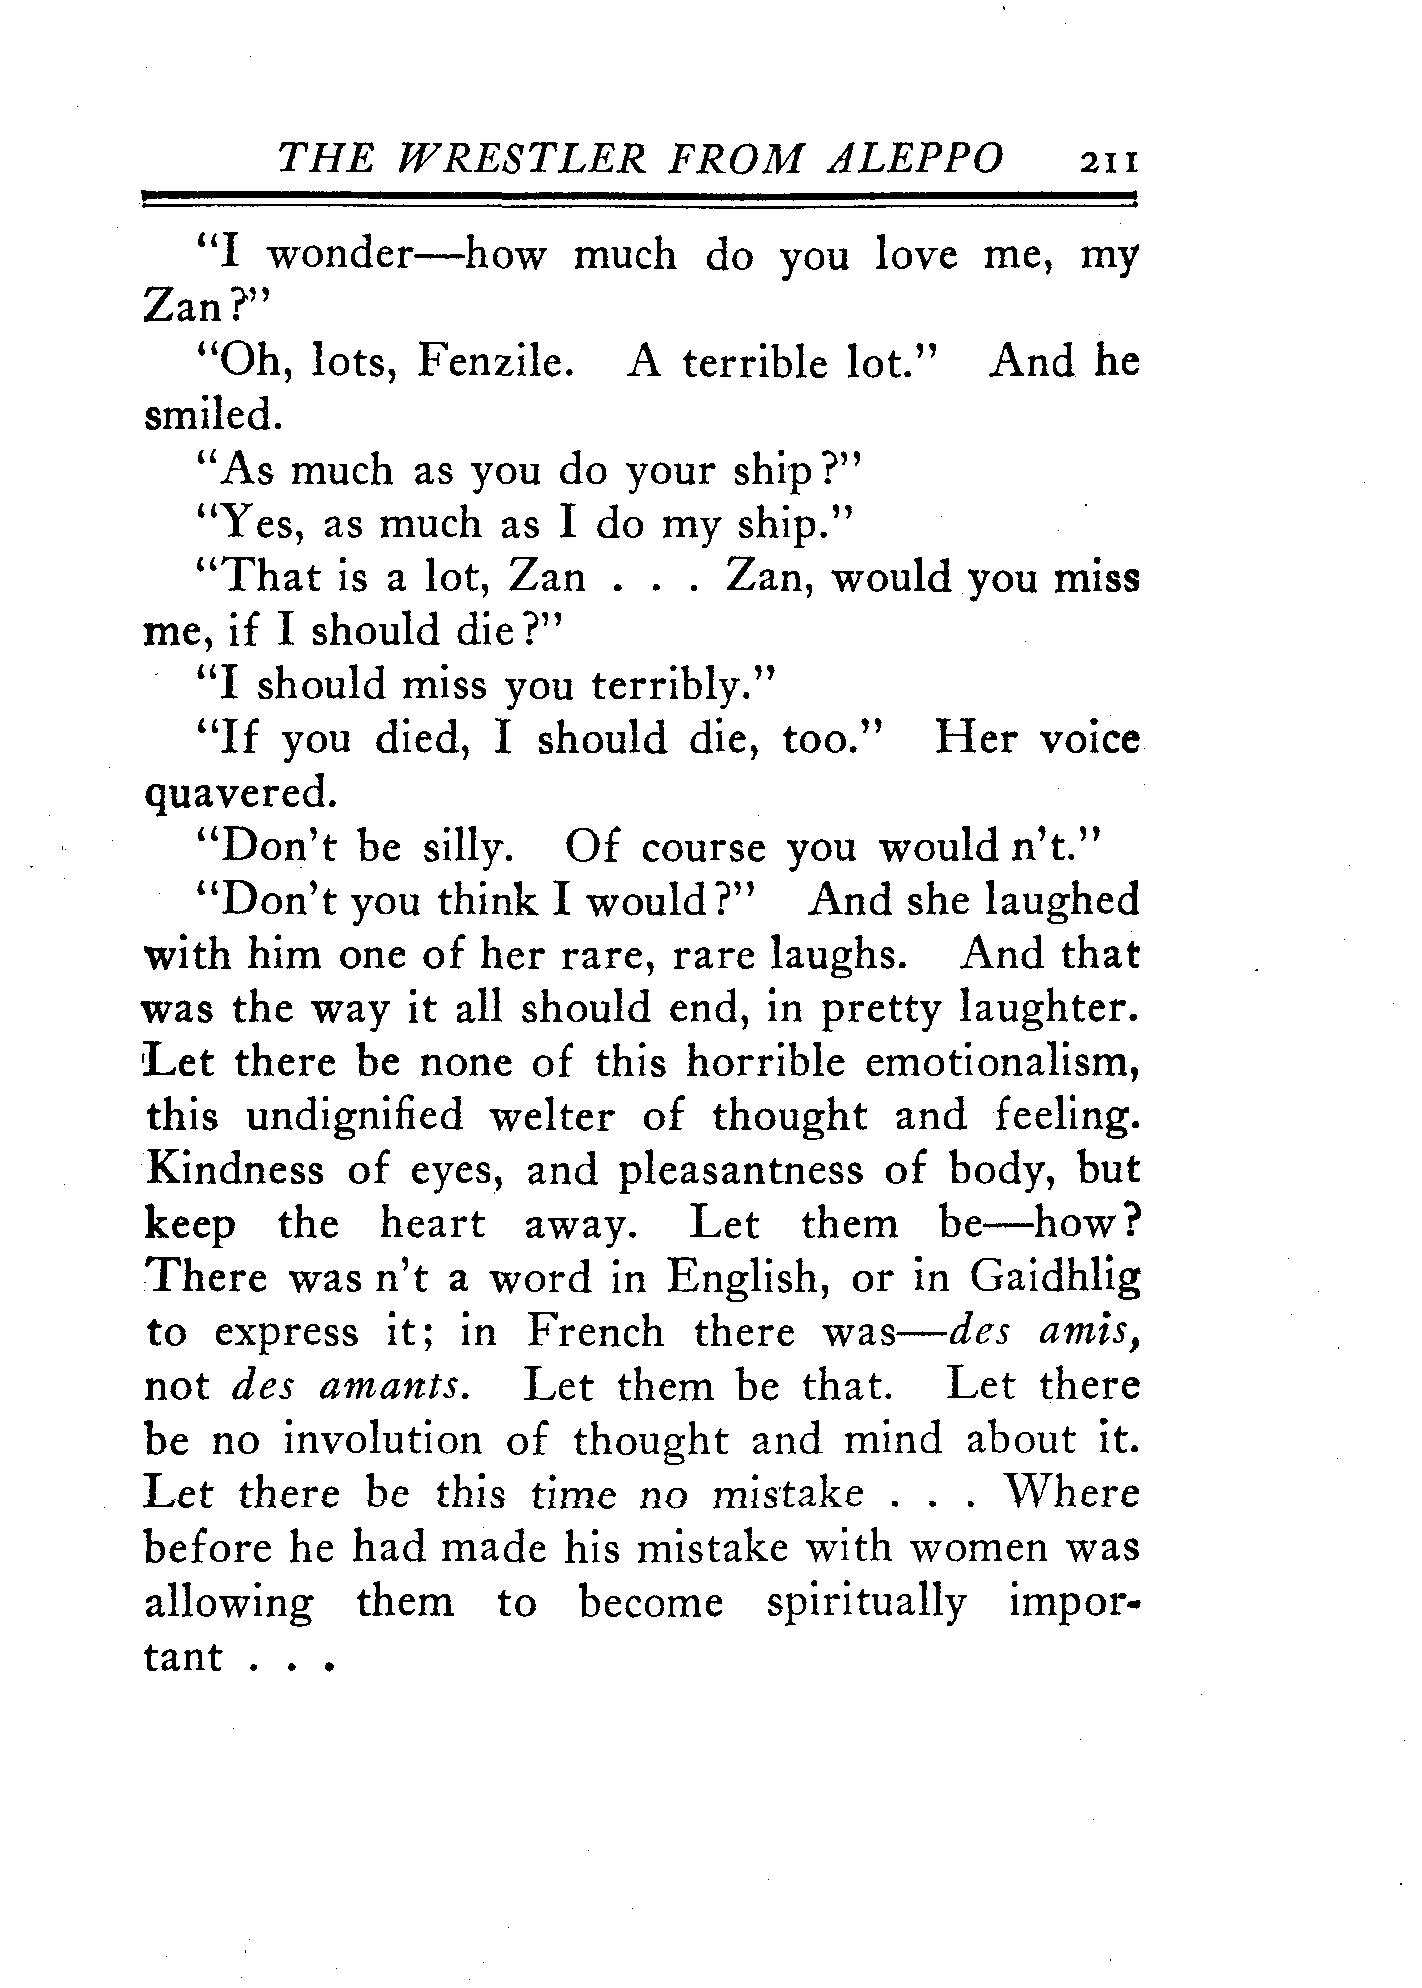 THE WRESTLER FROM ALEPPO 211
"I wonder—how much do you love me, my
Zan?"
"Oh, lots, Fenzile. A terrible lot." And he
smiled.
"As much as you do your ship?"
"Yes, as much as I do my ship."
"That is a lot, Zan . . . Zan, would you miss
me, if I should die?"
"I should miss you terribly."
"If you died, I should die, too." Her voice
quavered.
"Don't be silly. Of course you would n't."
"Don't you think I would?" And she laughed
with him one of her rare, rare laughs. And that
was the way it all should end, in pretty laughter.
Let there be none of this horrible emotionalism,
this undignified welter of thought and feeling.
Kindness of eyes, and pleasantness of body, but
keep the heart away. Let them be—how?
There was n't a word in English, or in Gaidhlig
to express it; in French there was—des amis,
not des amants. Let them be that. Let there
be no involution of thought and mind about it.
Let there be this time no mistake . . . Where
before he had made his mistake with women was
allowing them to become spiritually impor-
tant . . .